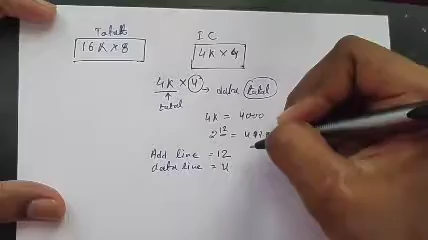 Total
16K x 8
I C
4K x 4
4K x 4 → data total
total
4K = 4000
2^12 = 4
Add line = 12
data line = 4